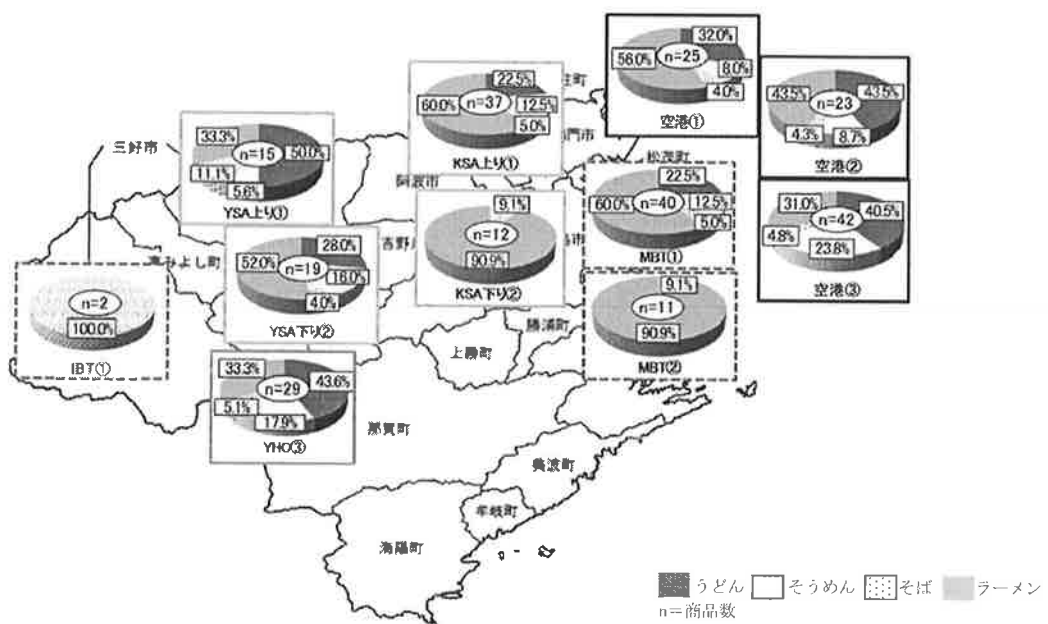 32.0%
56.0%
n=25
8.0%
4.0%
空港①
43.5%
43.5%
n=23
4.3%
8.7%
空港②
31.0%
40.5%
n=42
4.8%
23.8%
空港③
22.5%
60.0%
n=37
12.5%
5.0%
KSA上り①
9.1%
n=12
90.9%
KSA下り②
22.5%
60.0%
n=40
12.5%
5.0%
MBT①
9.1%
n=11
90.9%
MBT②
33.3%
50.0%
n=15
11.1%
5.6%
YSA上り①
28.0%
52.0%
n=19
16.0%
4.0%
YSA下り②
33.3%
43.6%
n=29
5.1%
17.9%
YHO③
n=2
100.0%
IBT①
三好市
阿波市
松茂町
吉野
みよし町
勝浦町
上勝町
那賀町
美波町
牟岐町
海陽町
うどん そうめん そば ラーメン
n=商品数